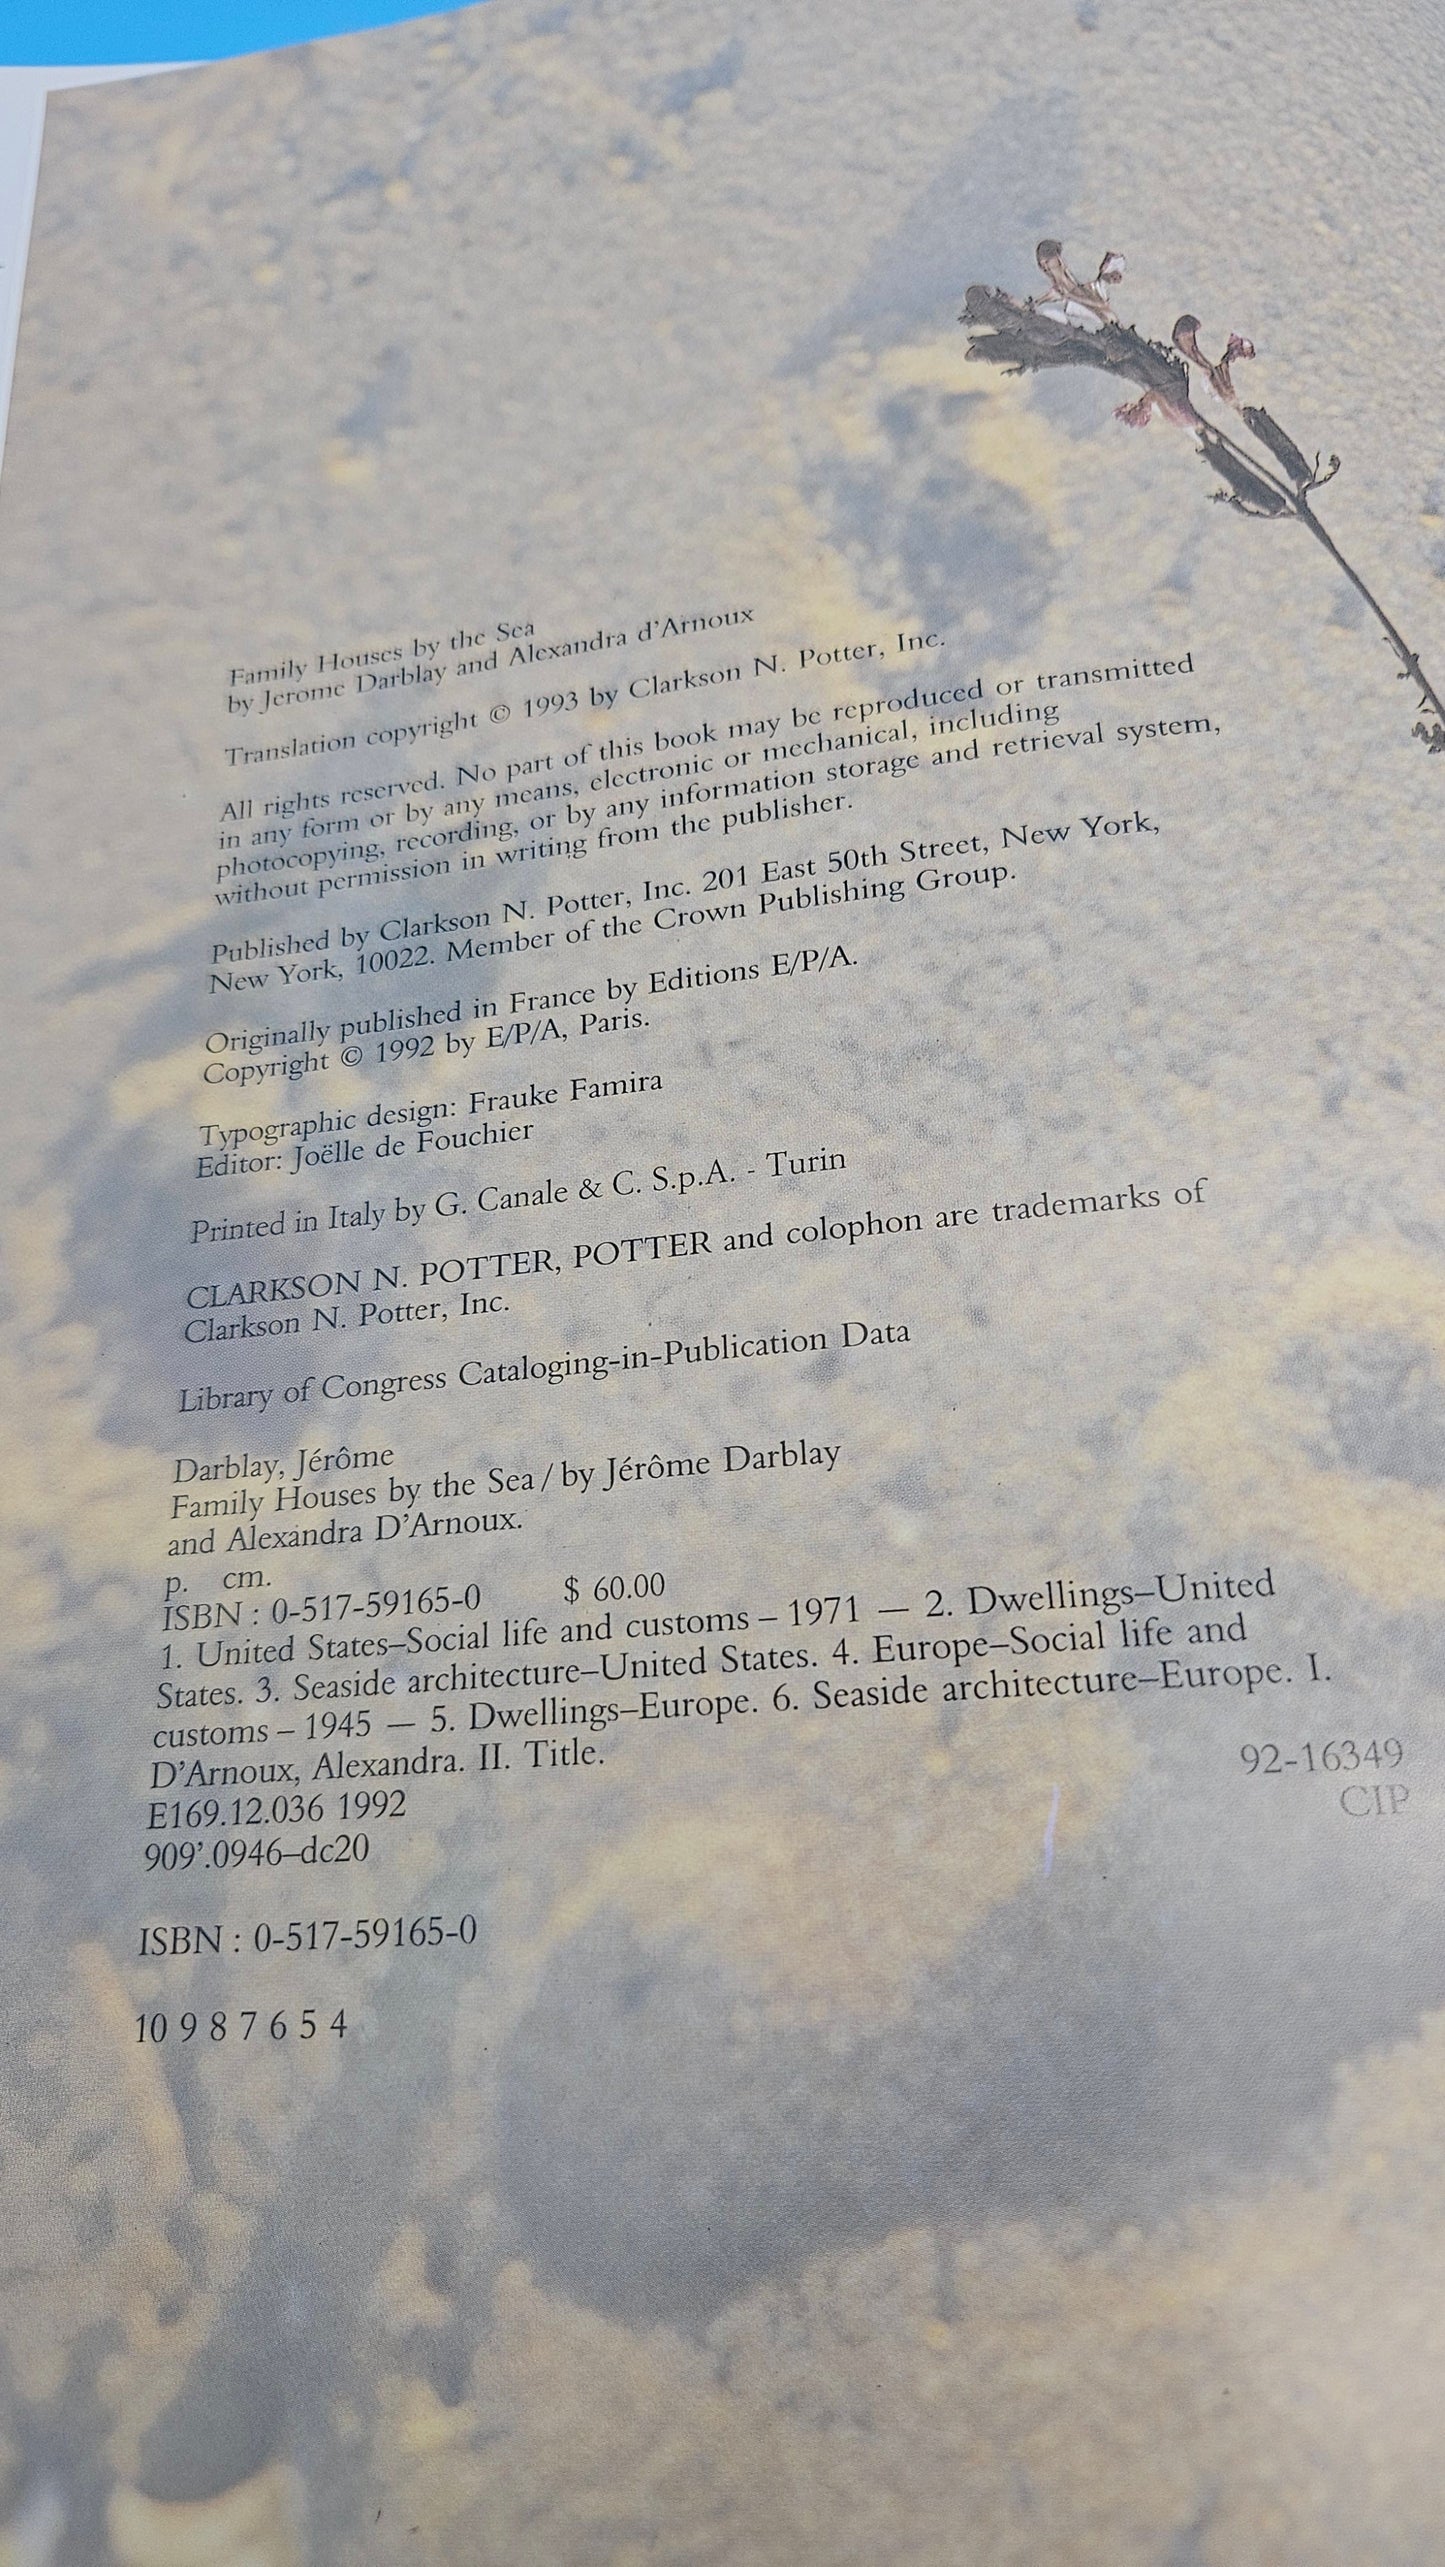 Family Houses by the Sea
by Jerome Darblay and Alexandra d'Arnoux
Translation copyright © 1993 by Clarkson N. Potter, Inc.
All rights reserved. No part of this book may be reproduced or transmitted
in any form or by any means, electronic or mechanical, including
photocopying, recording, or by any information storage and retrieval system,
without permission in writing from the publisher.
Published by Clarkson N. Potter, Inc. 201 East 50th Street, New York,
New York, 10022. Member of the Crown Publishing Group.
Originally published in France by Editions E/P/A.
Copyright © 1992 by E/P/A, Paris.
Typographic design: Frauke Famira
Editor: Joëlle de Fouchier
Printed in Italy by G. Canale & C. S.p.A. - Turin
CLARKSON N. POTTER, POTTER and colophon are trademarks of
Clarkson N. Potter, Inc.
Library of Congress Cataloging-in-Publication Data
Darblay, Jérôme
Family Houses by the Sea / by Jérôme Darblay
and Alexandra D'Arnoux.
p. cm.
ISBN : 0-517-59165-0 $ 60.00
1. United States–Social life and customs – 1971 — 2. Dwellings–United
States. 3. Seaside architecture–United States. 4. Europe–Social life and
customs – 1945 — 5. Dwellings–Europe. 6. Seaside architecture–Europe. I.
D'Arnoux, Alexandra. II. Title.
E169.12.036 1992
909'.0946–dc20
92-16349
CIP
ISBN : 0-517-59165-0
10 9 8 7 6 5 4